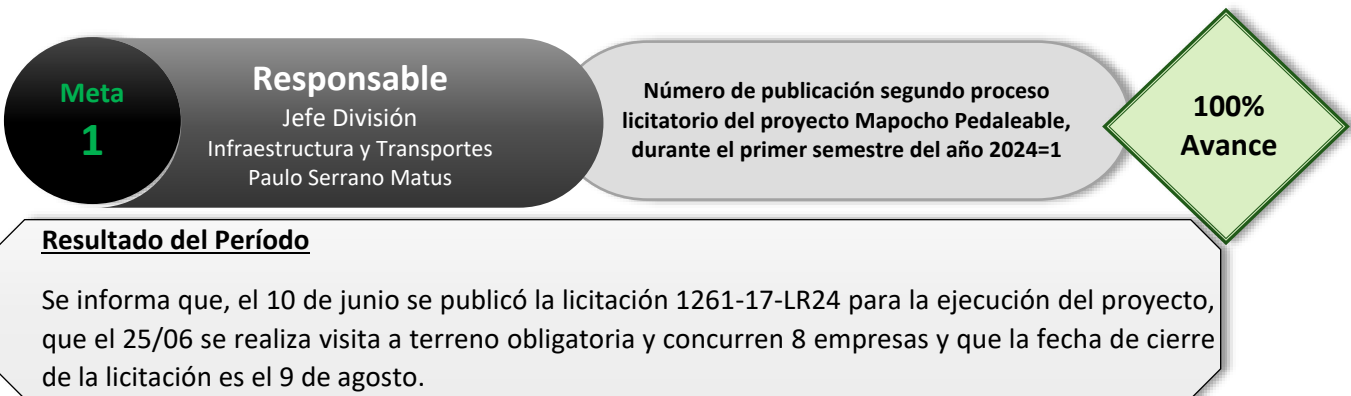 Meta
1
Responsable
Jefe División
Infraestructura y Transportes
Paulo Serrano Matus
Número de publicación segundo proceso
licitatorio del proyecto Mapocho Pedaleable,
durante el primer semestre del año 2024=1
100%
Avance
Resultado del Período
Se informa que, el 10 de junio se publicó la licitación 1261-17-LR24 para la ejecución del proyecto,
que el 25/06 se realiza visita a terreno obligatoria y concurren 8 empresas y que la fecha de cierre
de la licitación es el 9 de agosto.